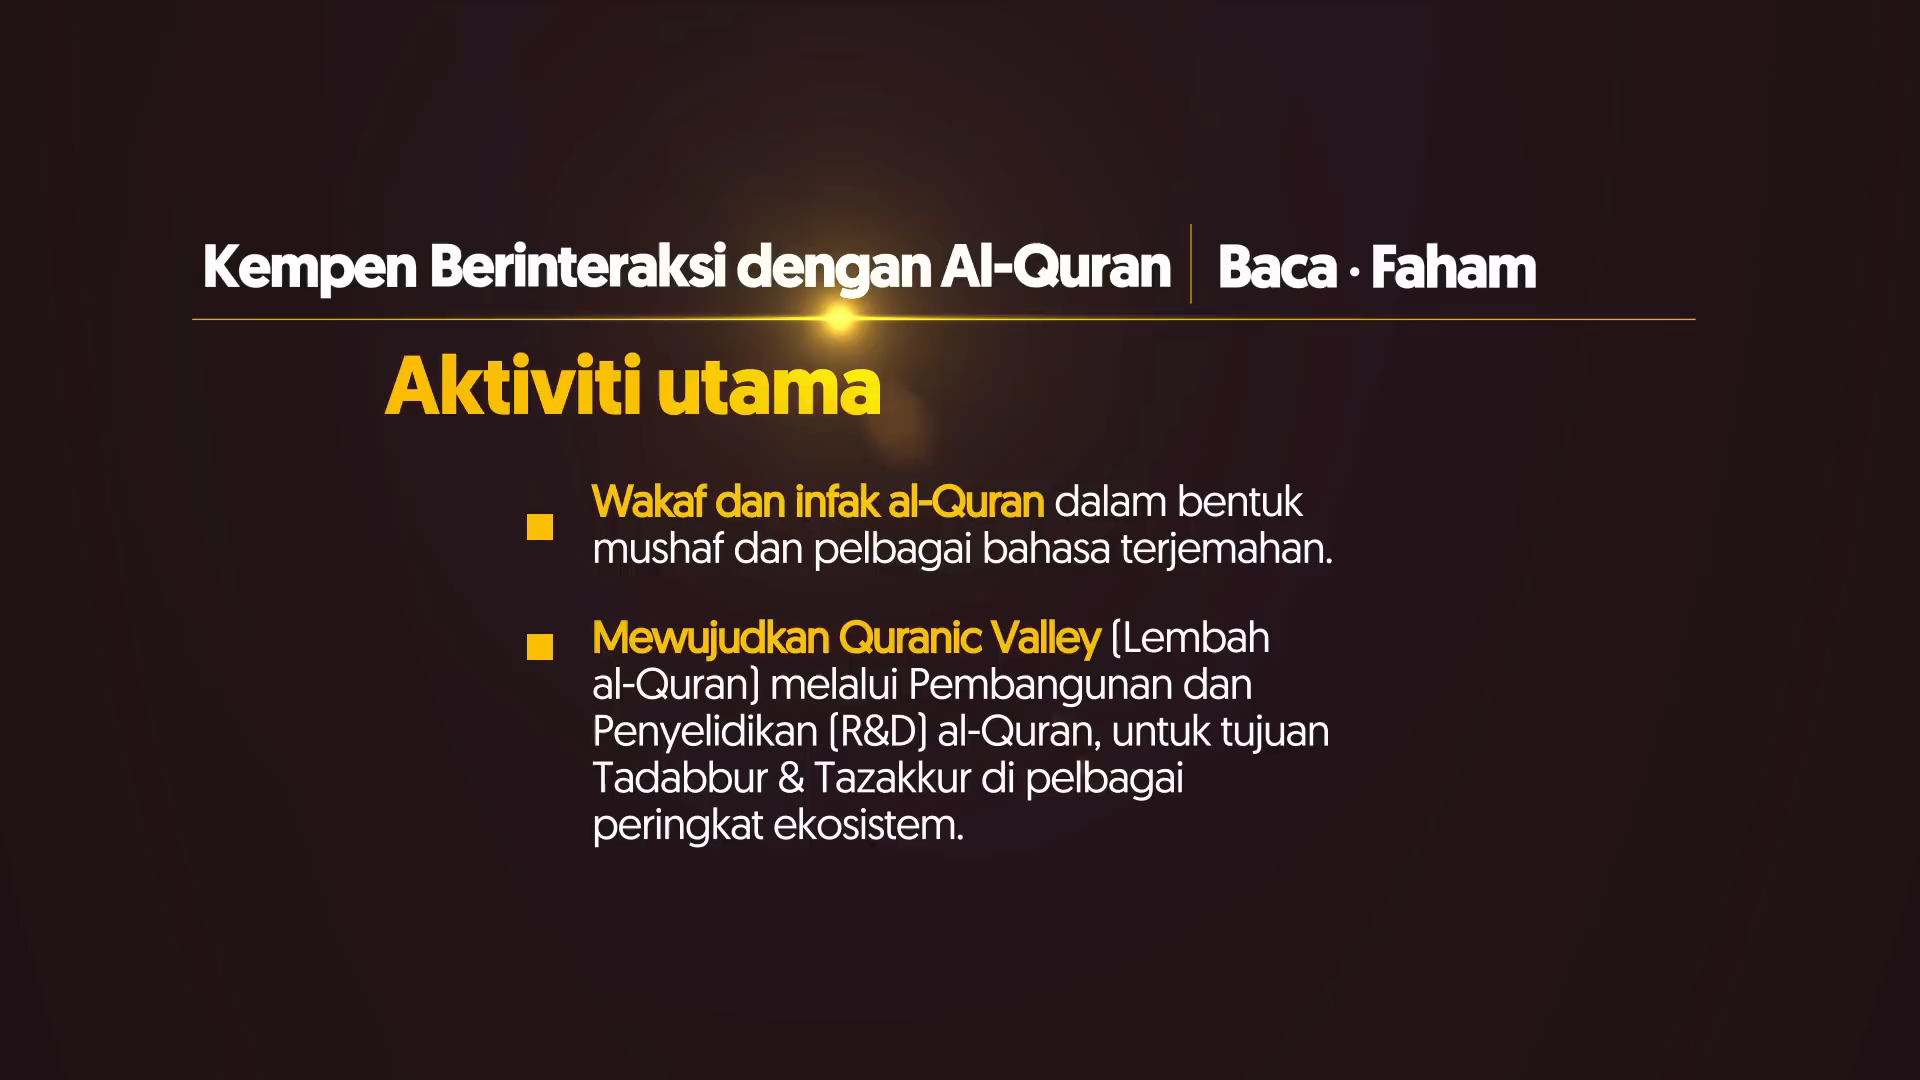 Kempen Berinteraksi dengan Al-Quran Baca · Faham
Aktiviti utama
Wakaf dan infak al-Quran dalam bentuk
mushaf dan pelbagai bahasa terjemahan.
Mewujudkan Quranic Valley (Lembah
al-Quran) melalui Pembangunan dan
Penyelidikan (R&D) al-Quran, untuk tujuan
Tadabbur & Tazakkur di pelbagai
peringkat ekosistem.